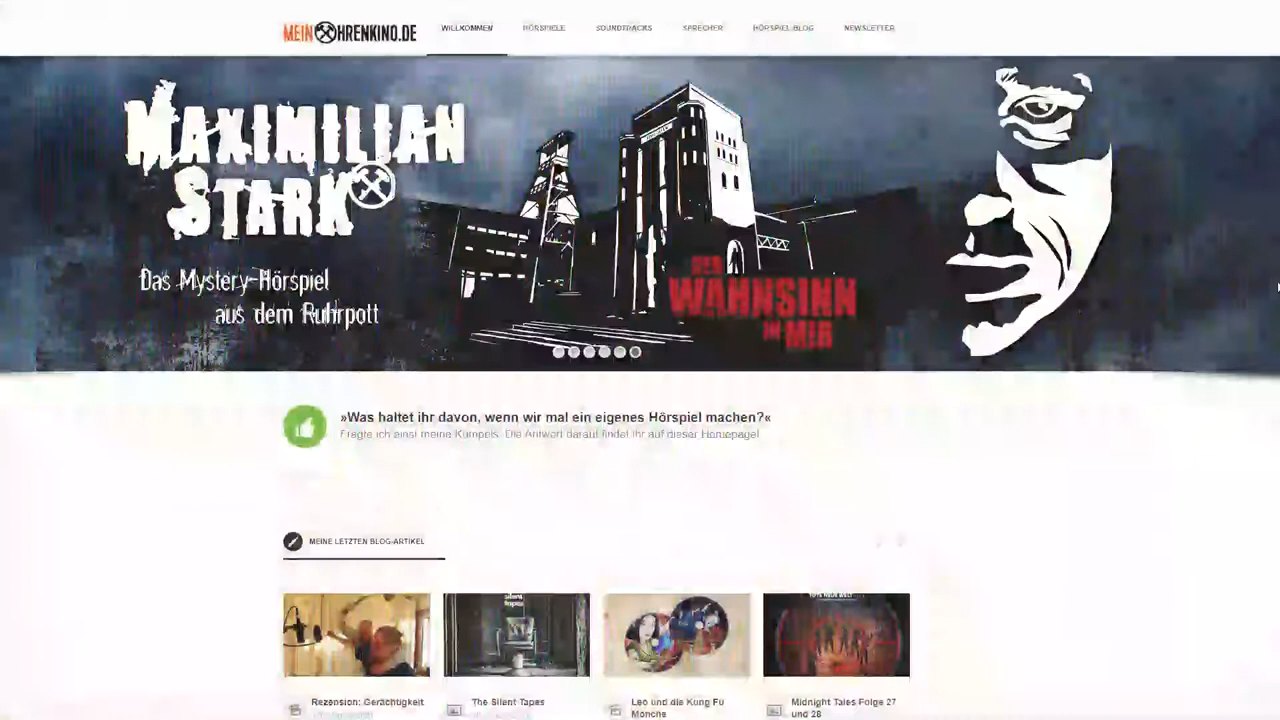 MEINOHRENKINO.DE
WILLKOMMEN
HÖRSPIELE
SOUNDTRACKS
SPRECHER
HÖRSPIEL-BLOG
NEWSLETTER
MAXIMILIAN
STARK
Das Mystery-Hörspiel
aus dem Ruhrpott
DER
WAHNSINN
IN MIR
»Was haltet ihr davon, wenn wir mal ein eigenes Hörspiel machen?«
Fragte ich einst meine Kumpels. Die Antwort darauf findet ihr auf dieser Homepage!
MEINE LETZTEN BLOG-ARTIKEL
silent
tapes
Rezension: Gerächtigkeit
The Silent Tapes
Leo und die Kung Fu
Mönche
Midnight Tales Folge 27
und 28